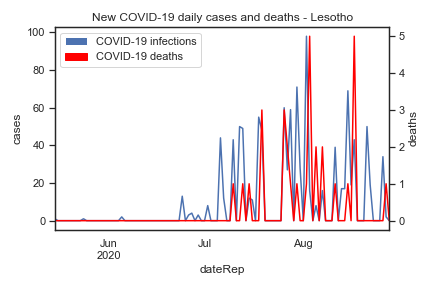 New COVID-19 daily cases and deaths - Lesotho
COVID-19 infections
COVID-19 deaths
100
80
60
40
20
0
cases
5
4
3
2
1
0
deaths
Jun
2020
Jul
Aug
dateRep